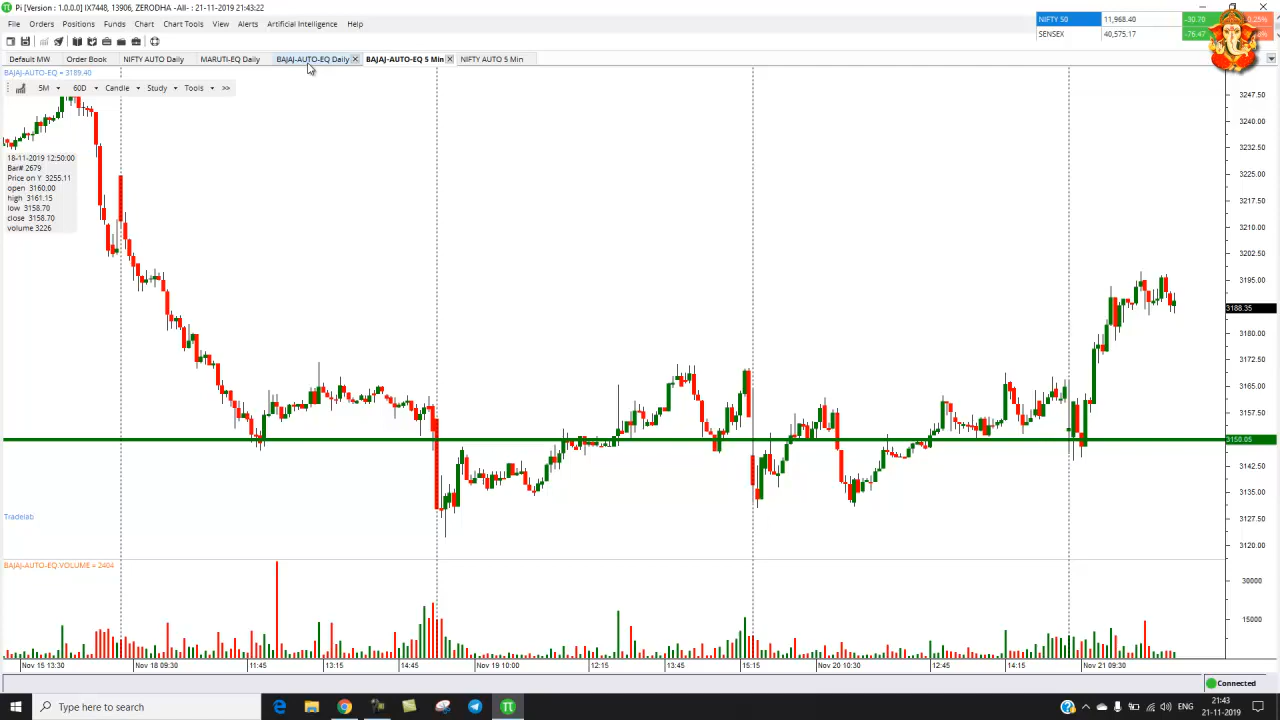 Pi [Version : 1.0.0.0] IX7448, 13906, ZERODHA -All- : 21-11-2019 21:43:22
File Orders Positions Funds Chart Chart Tools View Alerts Artificial Intelligence Help
NIFTY 50 11,968.40 -30.70
SENSEX 40,575.17 -76.47
Default MW Order Book NIFTY AUTO Daily MARUTI-EQ Daily BAJAJ-AUTO-EQ Daily BAJAJ-AUTO-EQ 5 Min NIFTY AUTO 5 Min
BAJAJ-AUTO-EQ = 3189.40
5M 60D Candle Study Tools >>
18-11-2019 12:50:00
Bar# 2679
Price on Y 3255.11
open 3160.00
high 3161.15
low 3158.70
close 3158.70
volume 3226
3247.50
3240.00
3232.50
3225.00
3217.50
3210.00
3202.50
3195.00
3188.35
3180.00
3172.50
3165.00
3157.50
3150.05
3142.50
3135.00
3127.50
3120.00
Tradelab
BAJAJ-AUTO-EQ.VOLUME = 2404
30000
15000
Nov 15 13:30 Nov 18 09:30 11:45 13:15 14:45 Nov 19 10:00 12:15 13:45 15:15 Nov 20 10:30 12:45 14:15 Nov 21 09:30
Connected
Type here to search
ENG
21:43
21-11-2019